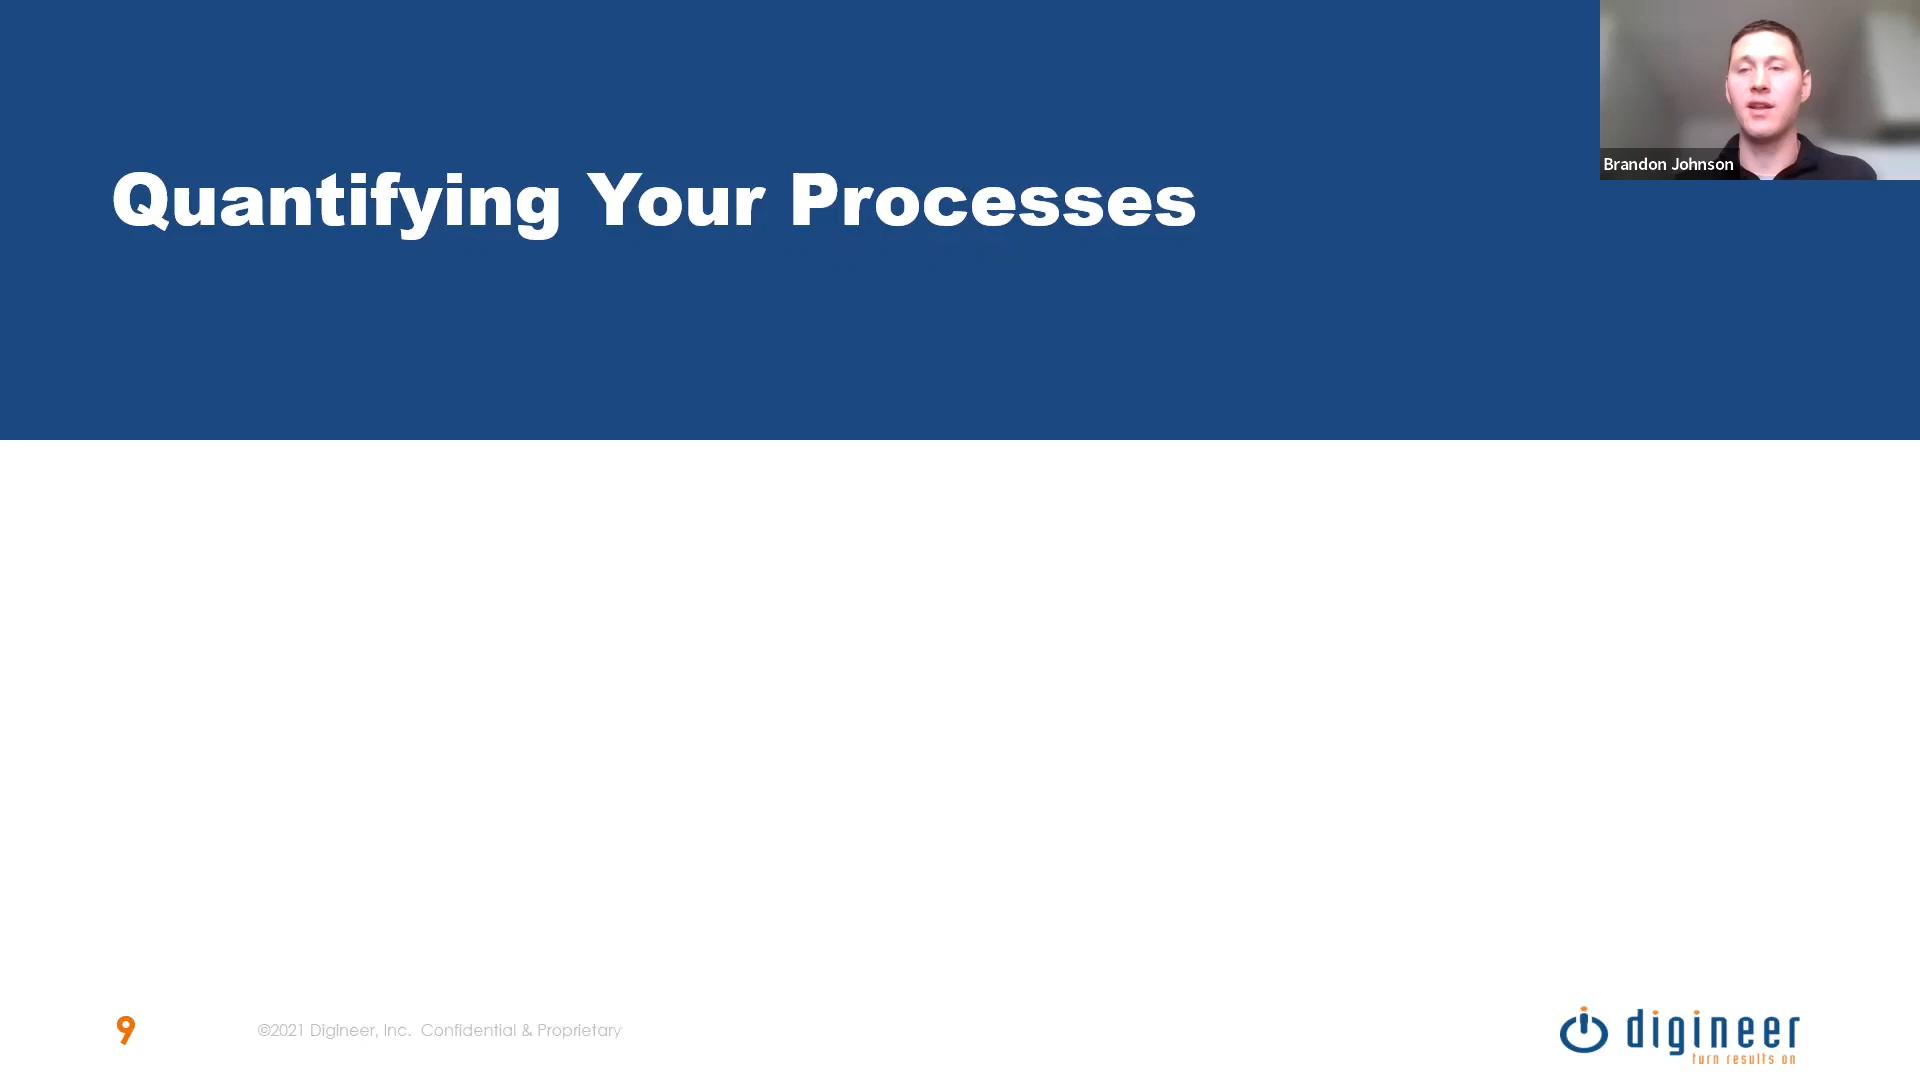 Quantifying Your Processes
Brandon Johnson
9
©2021 Digineer, Inc. Confidential & Proprietary
digineer
turn results on